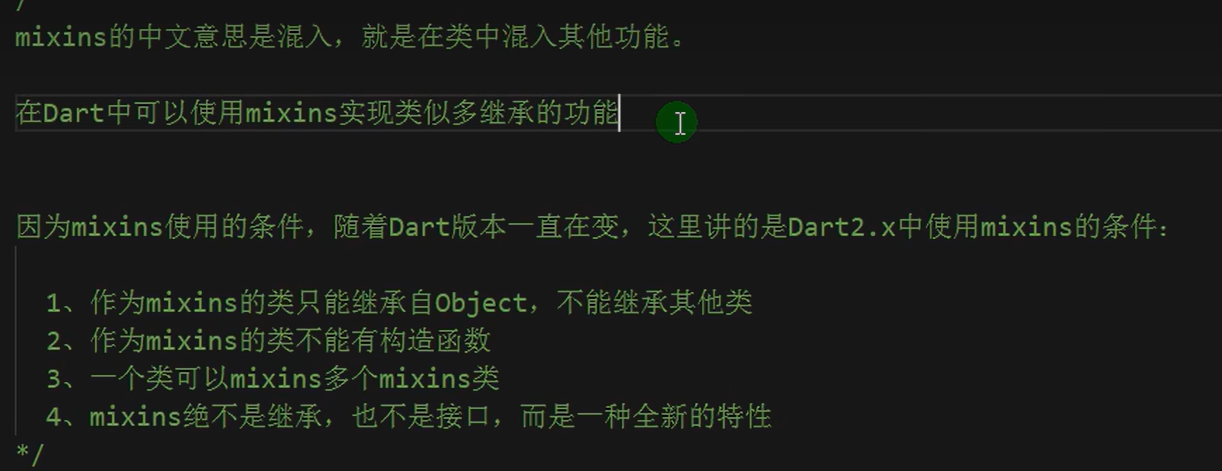 /
mixins的中文意思是混入，就是在类中混入其他功能。
在Dart中可以使用mixins实现类似多继承的功能
因为mixins使用的条件，随着Dart版本一直在变，这里讲的是Dart2.x中使用mixins的条件：
1、作为mixins的类只能继承自Object，不能继承其他类
2、作为mixins的类不能有构造函数
3、一个类可以mixins多个mixins类
4、mixins绝不是继承，也不是接口，而是一种全新的特性
*/